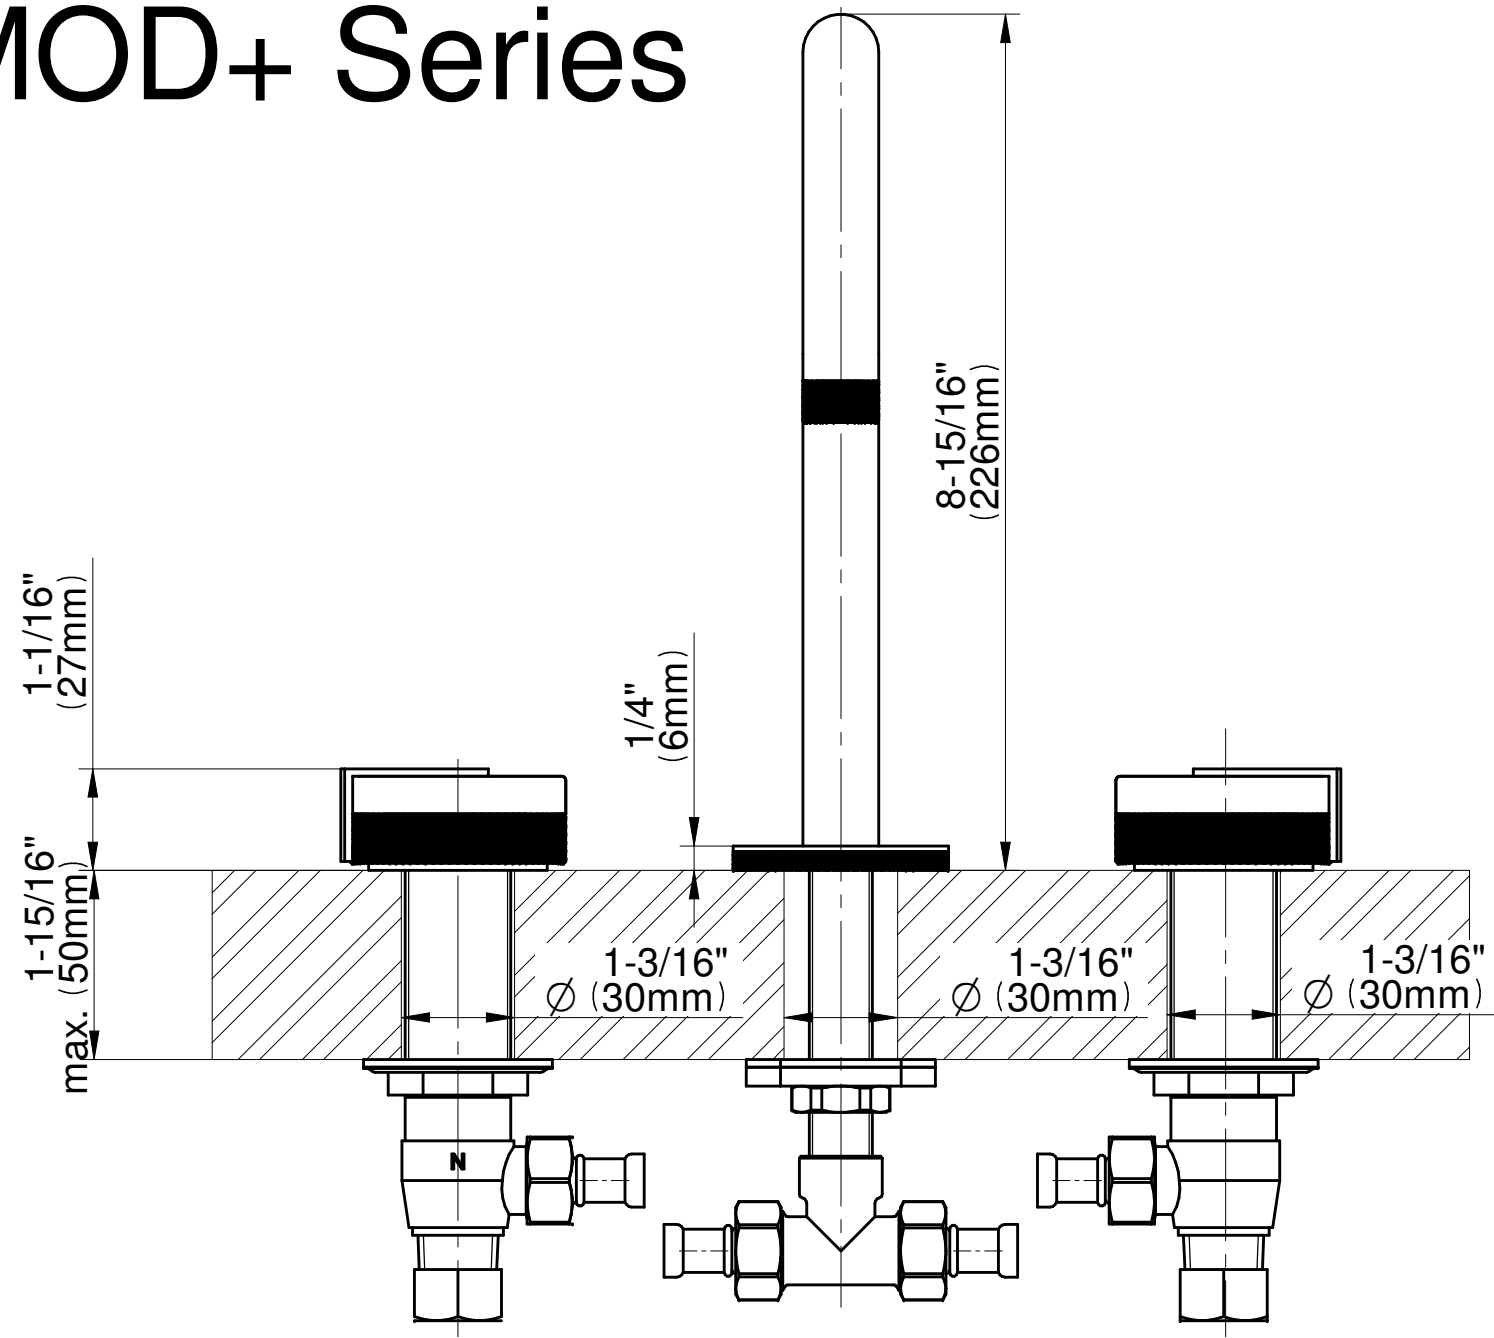 MOD+ Series
8-15/16"
(226mm)
1-1/16"
(27mm)
1/4"
(6mm)
1-15/16"
max. (50mm)
1-3/16"
Ø (30mm)
1-3/16"
Ø (30mm)
1-3/16"
Ø (30mm)
N